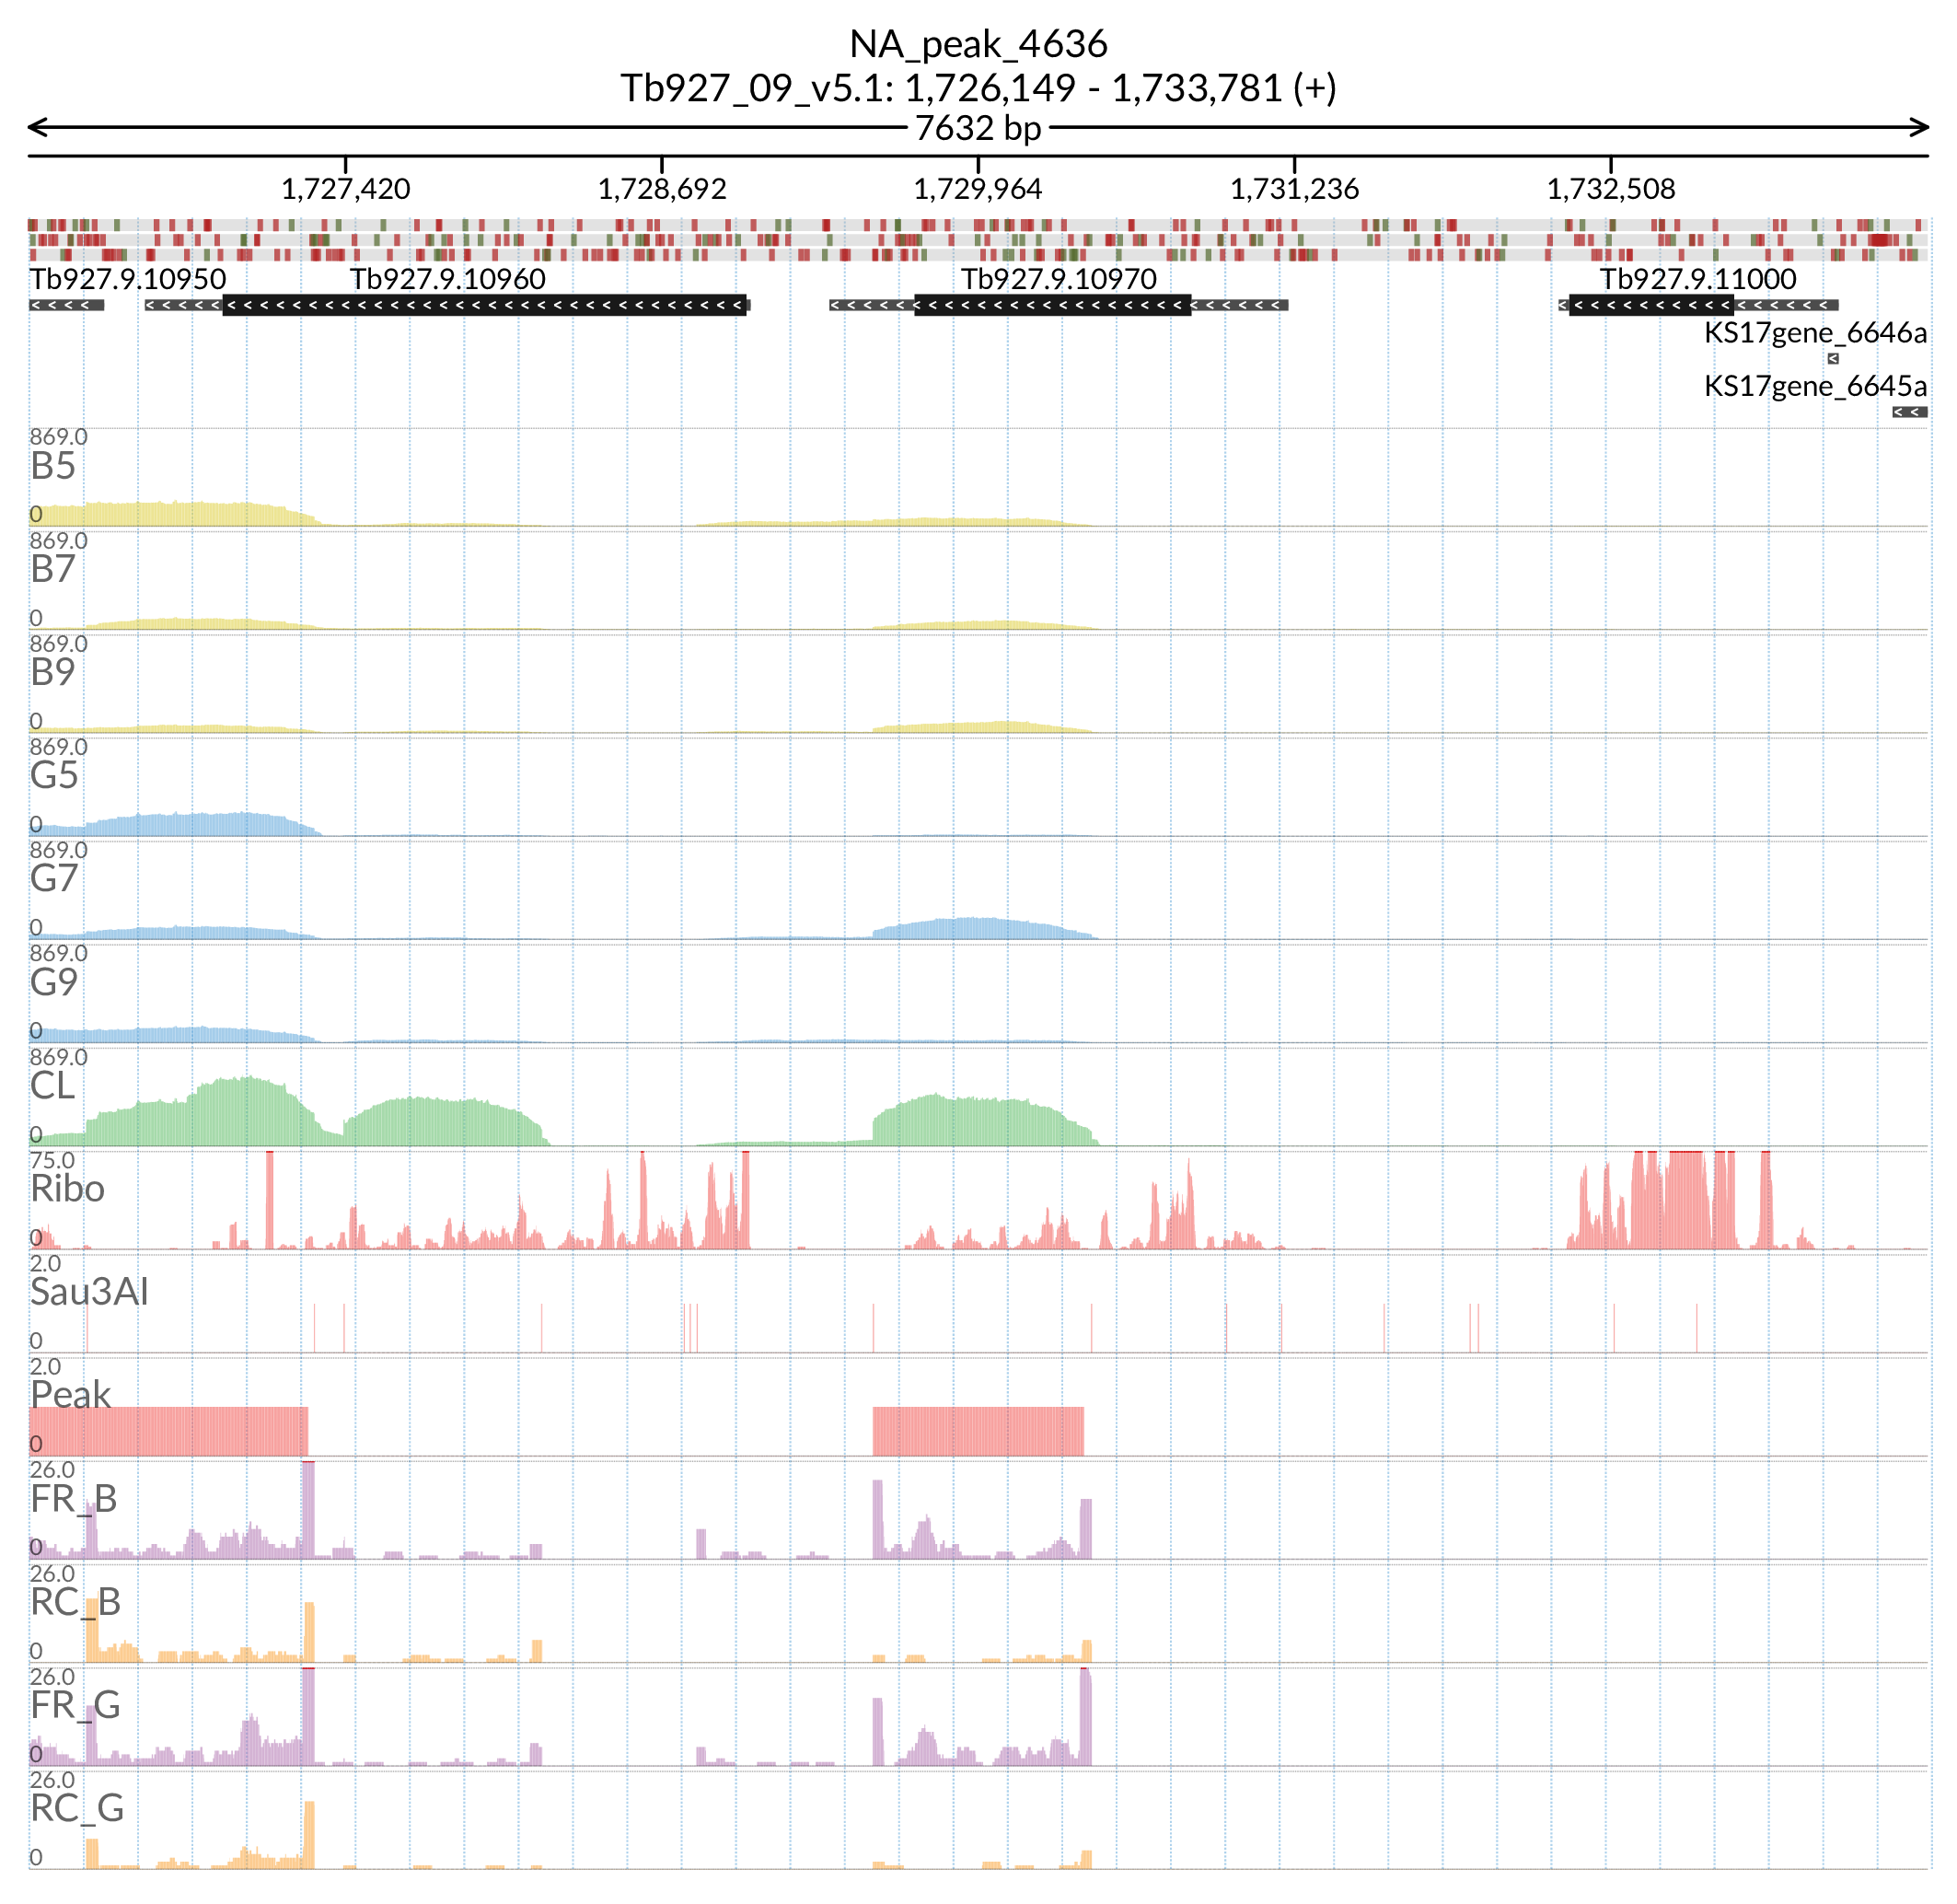 NA_peak_4636
Tb927_09_v5.1: 1,726,149 - 1,733,781 (+)
7632 bp
1,727,420 1,728,692 1,729,964 1,731,236 1,732,508
Tb927.9.10950 Tb927.9.10960 Tb927.9.10970 Tb927.9.11000
KS17gene_6646a
KS17gene_6645a
869.0
B5
0
869.0
B7
0
869.0
B9
0
869.0
G5
0
869.0
G7
0
869.0
G9
0
869.0
CL
0
75.0
Ribo
0
2.0
Sau3AI
0
2.0
Peak
0
26.0
FR_B
0
26.0
RC_B
0
26.0
FR_G
0
26.0
RC_G
0